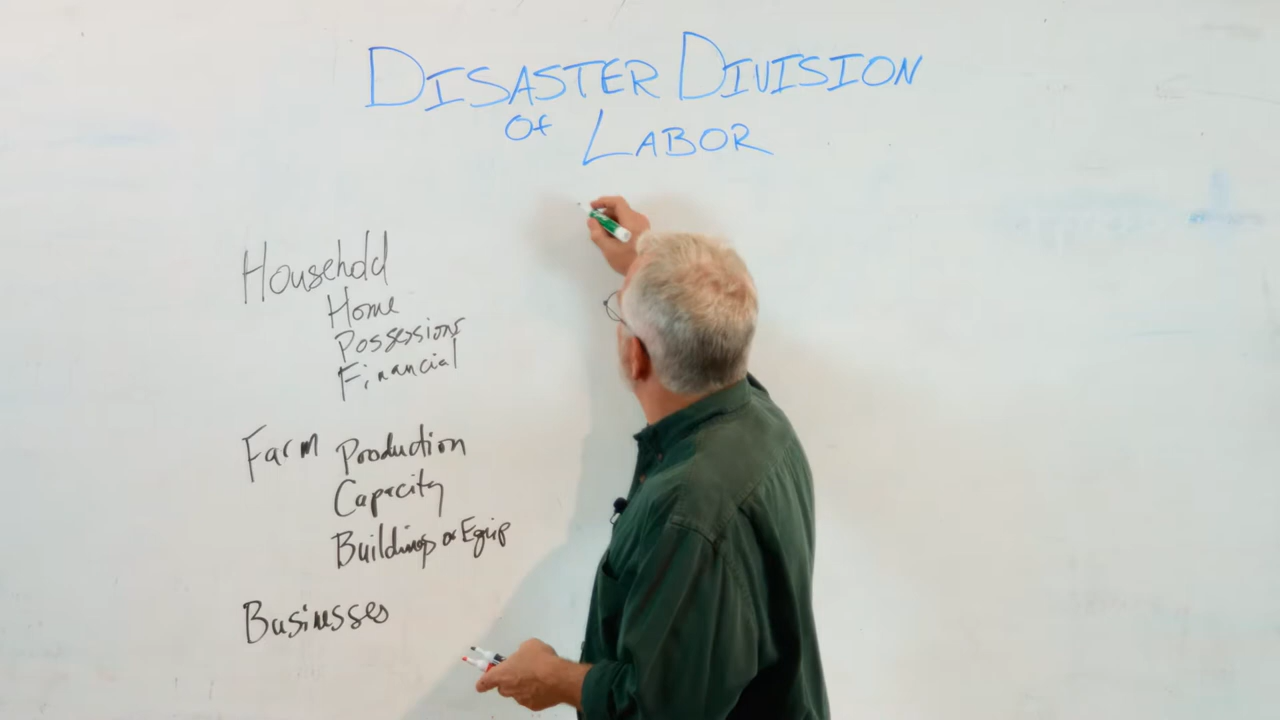 DISASTER DIVISION
Of LABOR
Household
Home
Possessions
Financial
Farm Production
Capacity
Buildings or Equip
Businesses